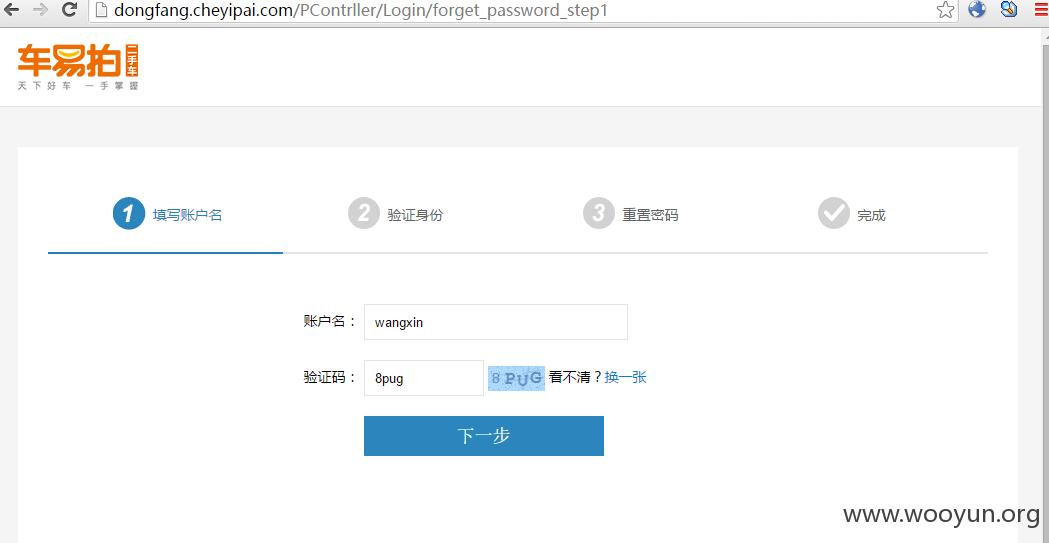 dongfang.cheyipai.com/PContrller/Login/forget_password_step1
车易拍 二手车
天下好车 一手掌握
1 填写账户名 2 验证身份 3 重置密码 完成
账户名： wangxin
验证码： 8pug 8PUG 看不清？换一张
下一步
www.wooyun.org